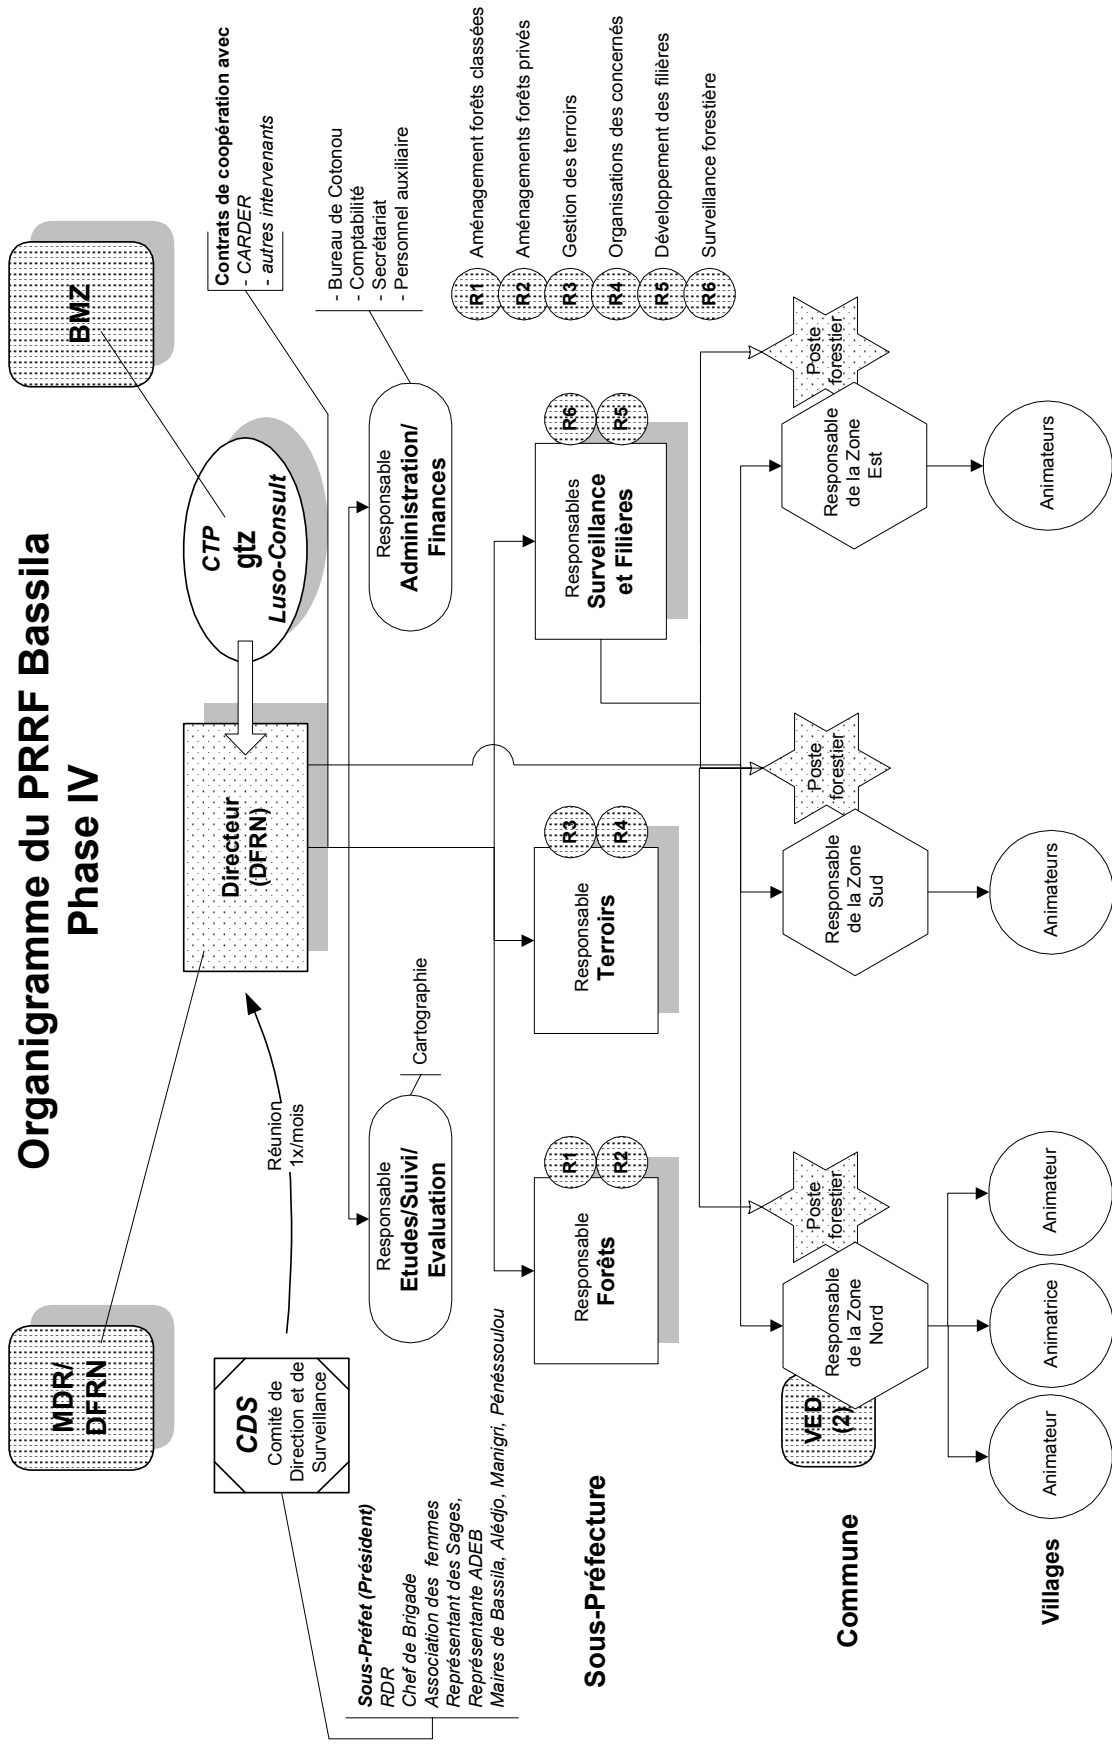 Organigramme du PRRF Bassila
Phase IV
MDR/
DFRN
BMZ
CDS
Comité de
Direction et de
Surveillance
Réunion
1x/mois
Directeur
(DFRN)
CTP
gtz
Luso-Consult
Contrats de coopération avec
- CARDER
- autres intervenants
Sous-Préfet (Président)
RDR
Chef de Brigade
Association des femmes
Représentant des Sages,
Représentante ADEB
Maires de Bassila, Alédjo, Manigri, Pénéssoulou
Responsable
Etudes/Suivi/
Evaluation
Cartographie
Responsable
Administration/
Finances
- Bureau de Cotonou
- Comptabilité
- Secrétariat
- Personnel auxiliaire
Sous-Préfecture
Responsable
Forêts
R1
R2
Responsable
Terroirs
R3
R4
Responsables
Surveillance
et Filières
R6
R5
R1 Aménagement forêts classées
R2 Aménagements forêts privés
R3 Gestion des terroirs
R4 Organisations des concernés
R5 Développement des filières
R6 Surveillance forestière
Commune
VED
(2)
Responsable
de la Zone
Nord
Poste
forestier
Responsable
de la Zone
Sud
Poste
forestier
Responsable
de la Zone
Est
Poste
forestier
Villages
Animateur
Animatrice
Animateur
Animateurs
Animateurs